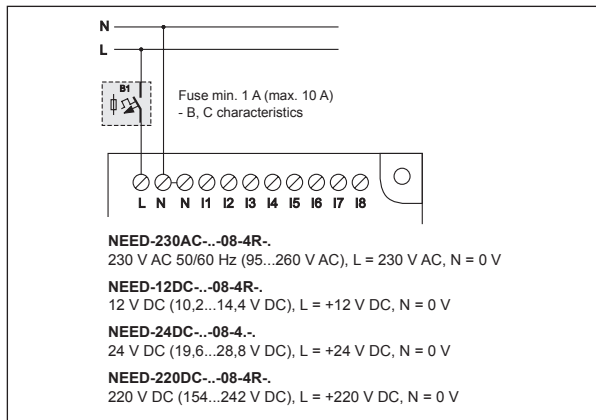 N
L
B1
Fuse min. 1 A (max. 10 A)
- B, C characteristics
L N N I1 I2 I3 I4 I5 I6 I7 I8
NEED-230AC-..-08-4R-.
230 V AC 50/60 Hz (95...260 V AC), L = 230 V AC, N = 0 V
NEED-12DC-..-08-4R-.
12 V DC (10,2...14,4 V DC), L = +12 V DC, N = 0 V
NEED-24DC-..-08-4.-.
24 V DC (19,6...28,8 V DC), L = +24 V DC, N = 0 V
NEED-220DC-..-08-4R-.
220 V DC (154...242 V DC), L = +220 V DC, N = 0 V